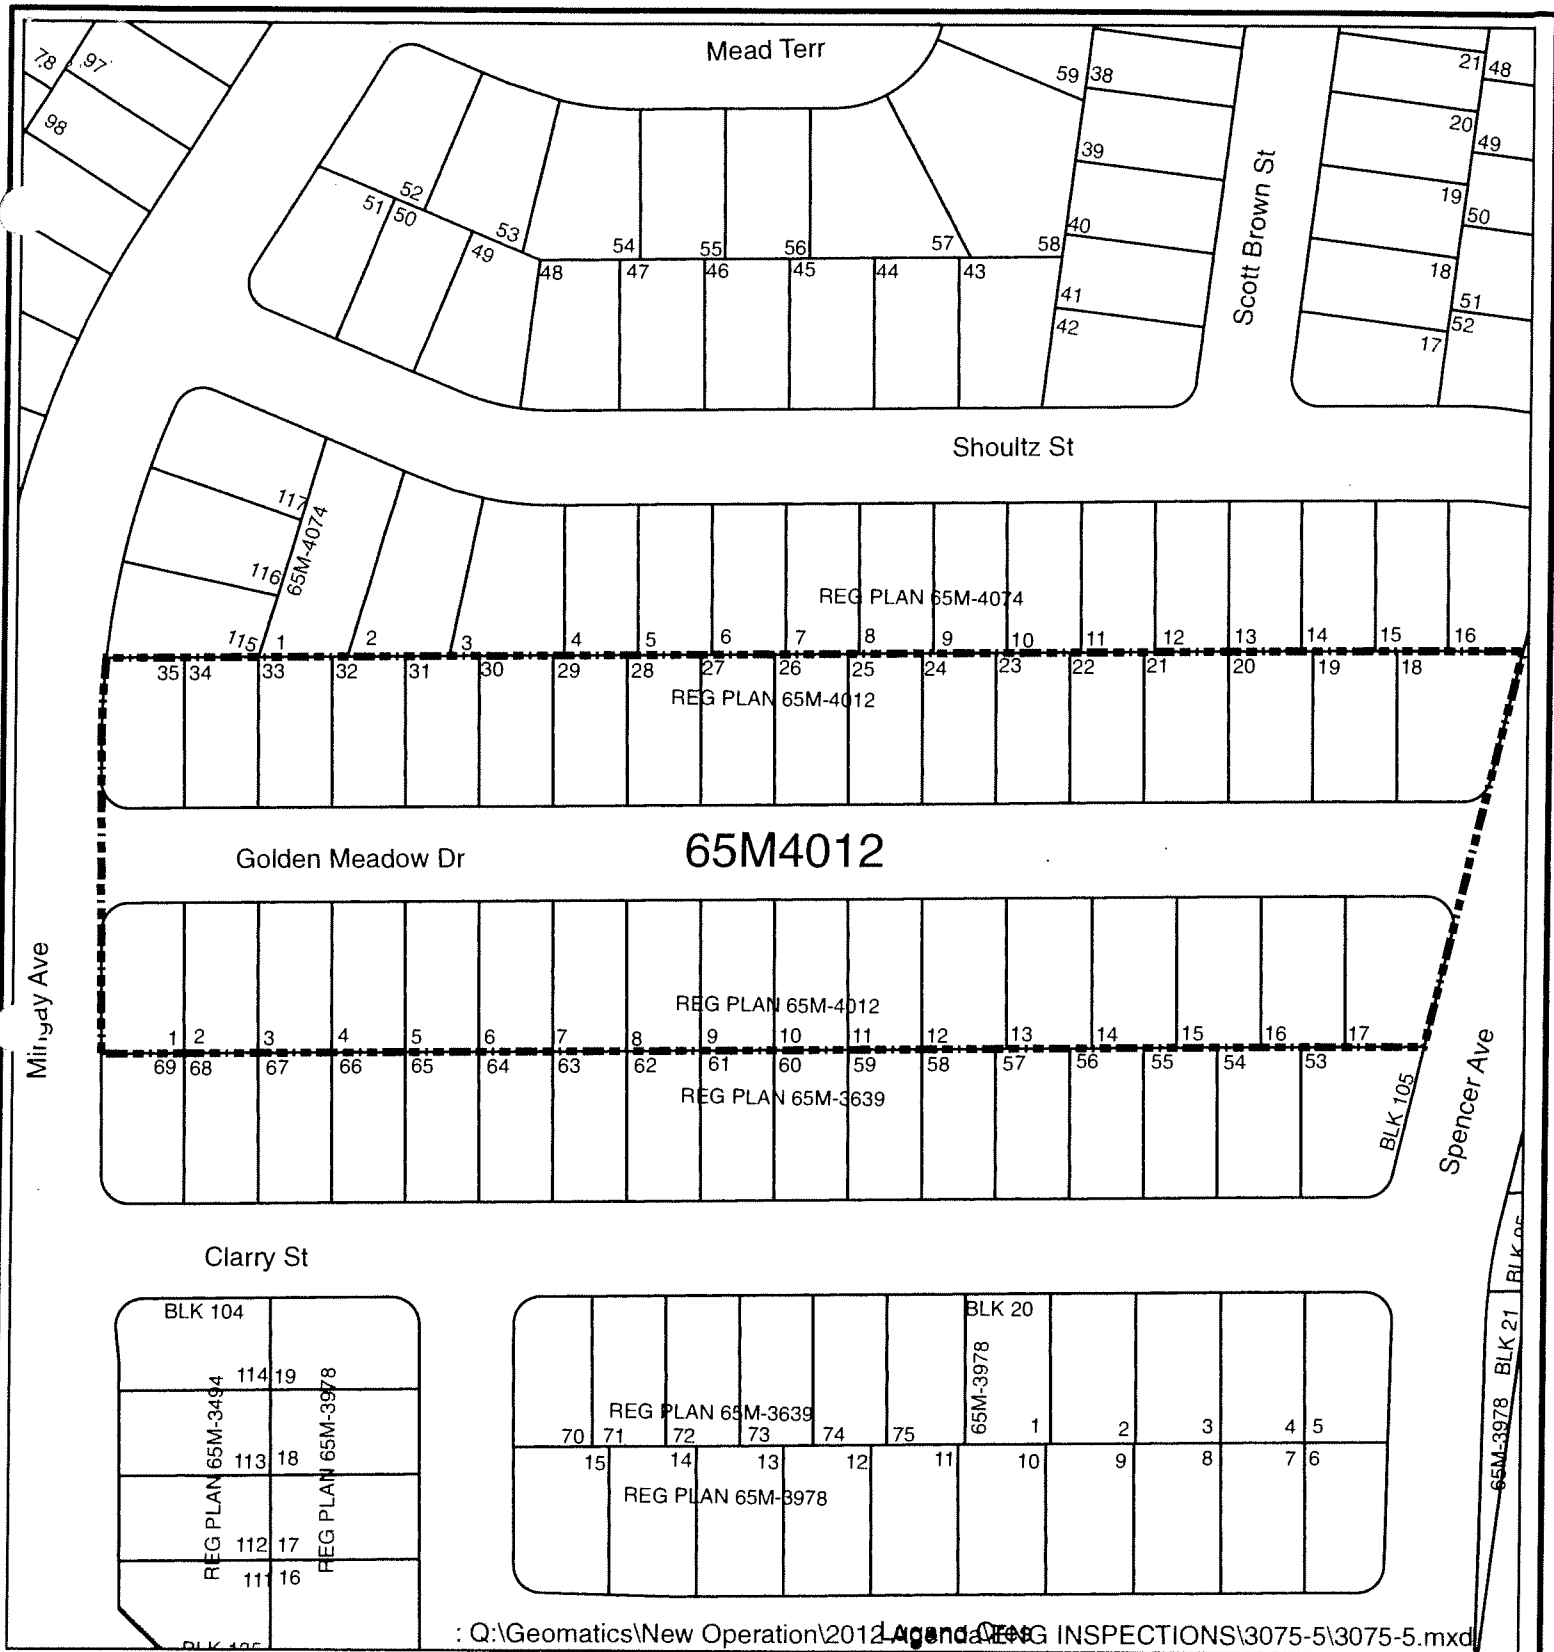 Mead Terr
78 97
98
59 38
39
40
41
42
21 48
20
49
19
50
18
51
52
17
Scott Brown St
52
51 50
53
49
54 55 56 57 58
48 47 46 45 44 43
Shoultz St
117
116
65M-4074
115
REG PLAN 65M-4074
1 2 3 4 5 6 7 8 9 10 11 12 13 14 15 16
35 34 33 32 31 30 29 28 27 26 25 24 23 22 21 20 19 18
REG PLAN 65M-4012
Golden Meadow Dr
65M4012
Mingay Ave
REG PLAN 65M-4012
1 2 3 4 5 6 7 8 9 10 11 12 13 14 15 16 17
69 68 67 66 65 64 63 62 61 60 59 58 57 56 55 54 53
REG PLAN 65M-3639
BLK 105
Spencer Ave
Clarry St
BLK 104
114 19
113 18
112 17
111 16
REG PLAN 65M-3494
REG PLAN 65M-3978
BLK 20
65M-3978
REG PLAN 65M-3639
70 71 72 73 74 75 1 2 3 4 5
15 14 13 12 11 10 9 8 7 6
REG PLAN 65M-3978
65M-3978 BLK 21
: Q:\Geomatics\New Operation\2012 Agenda\ENG INSPECTIONS\3075-5\3075-5.mxd